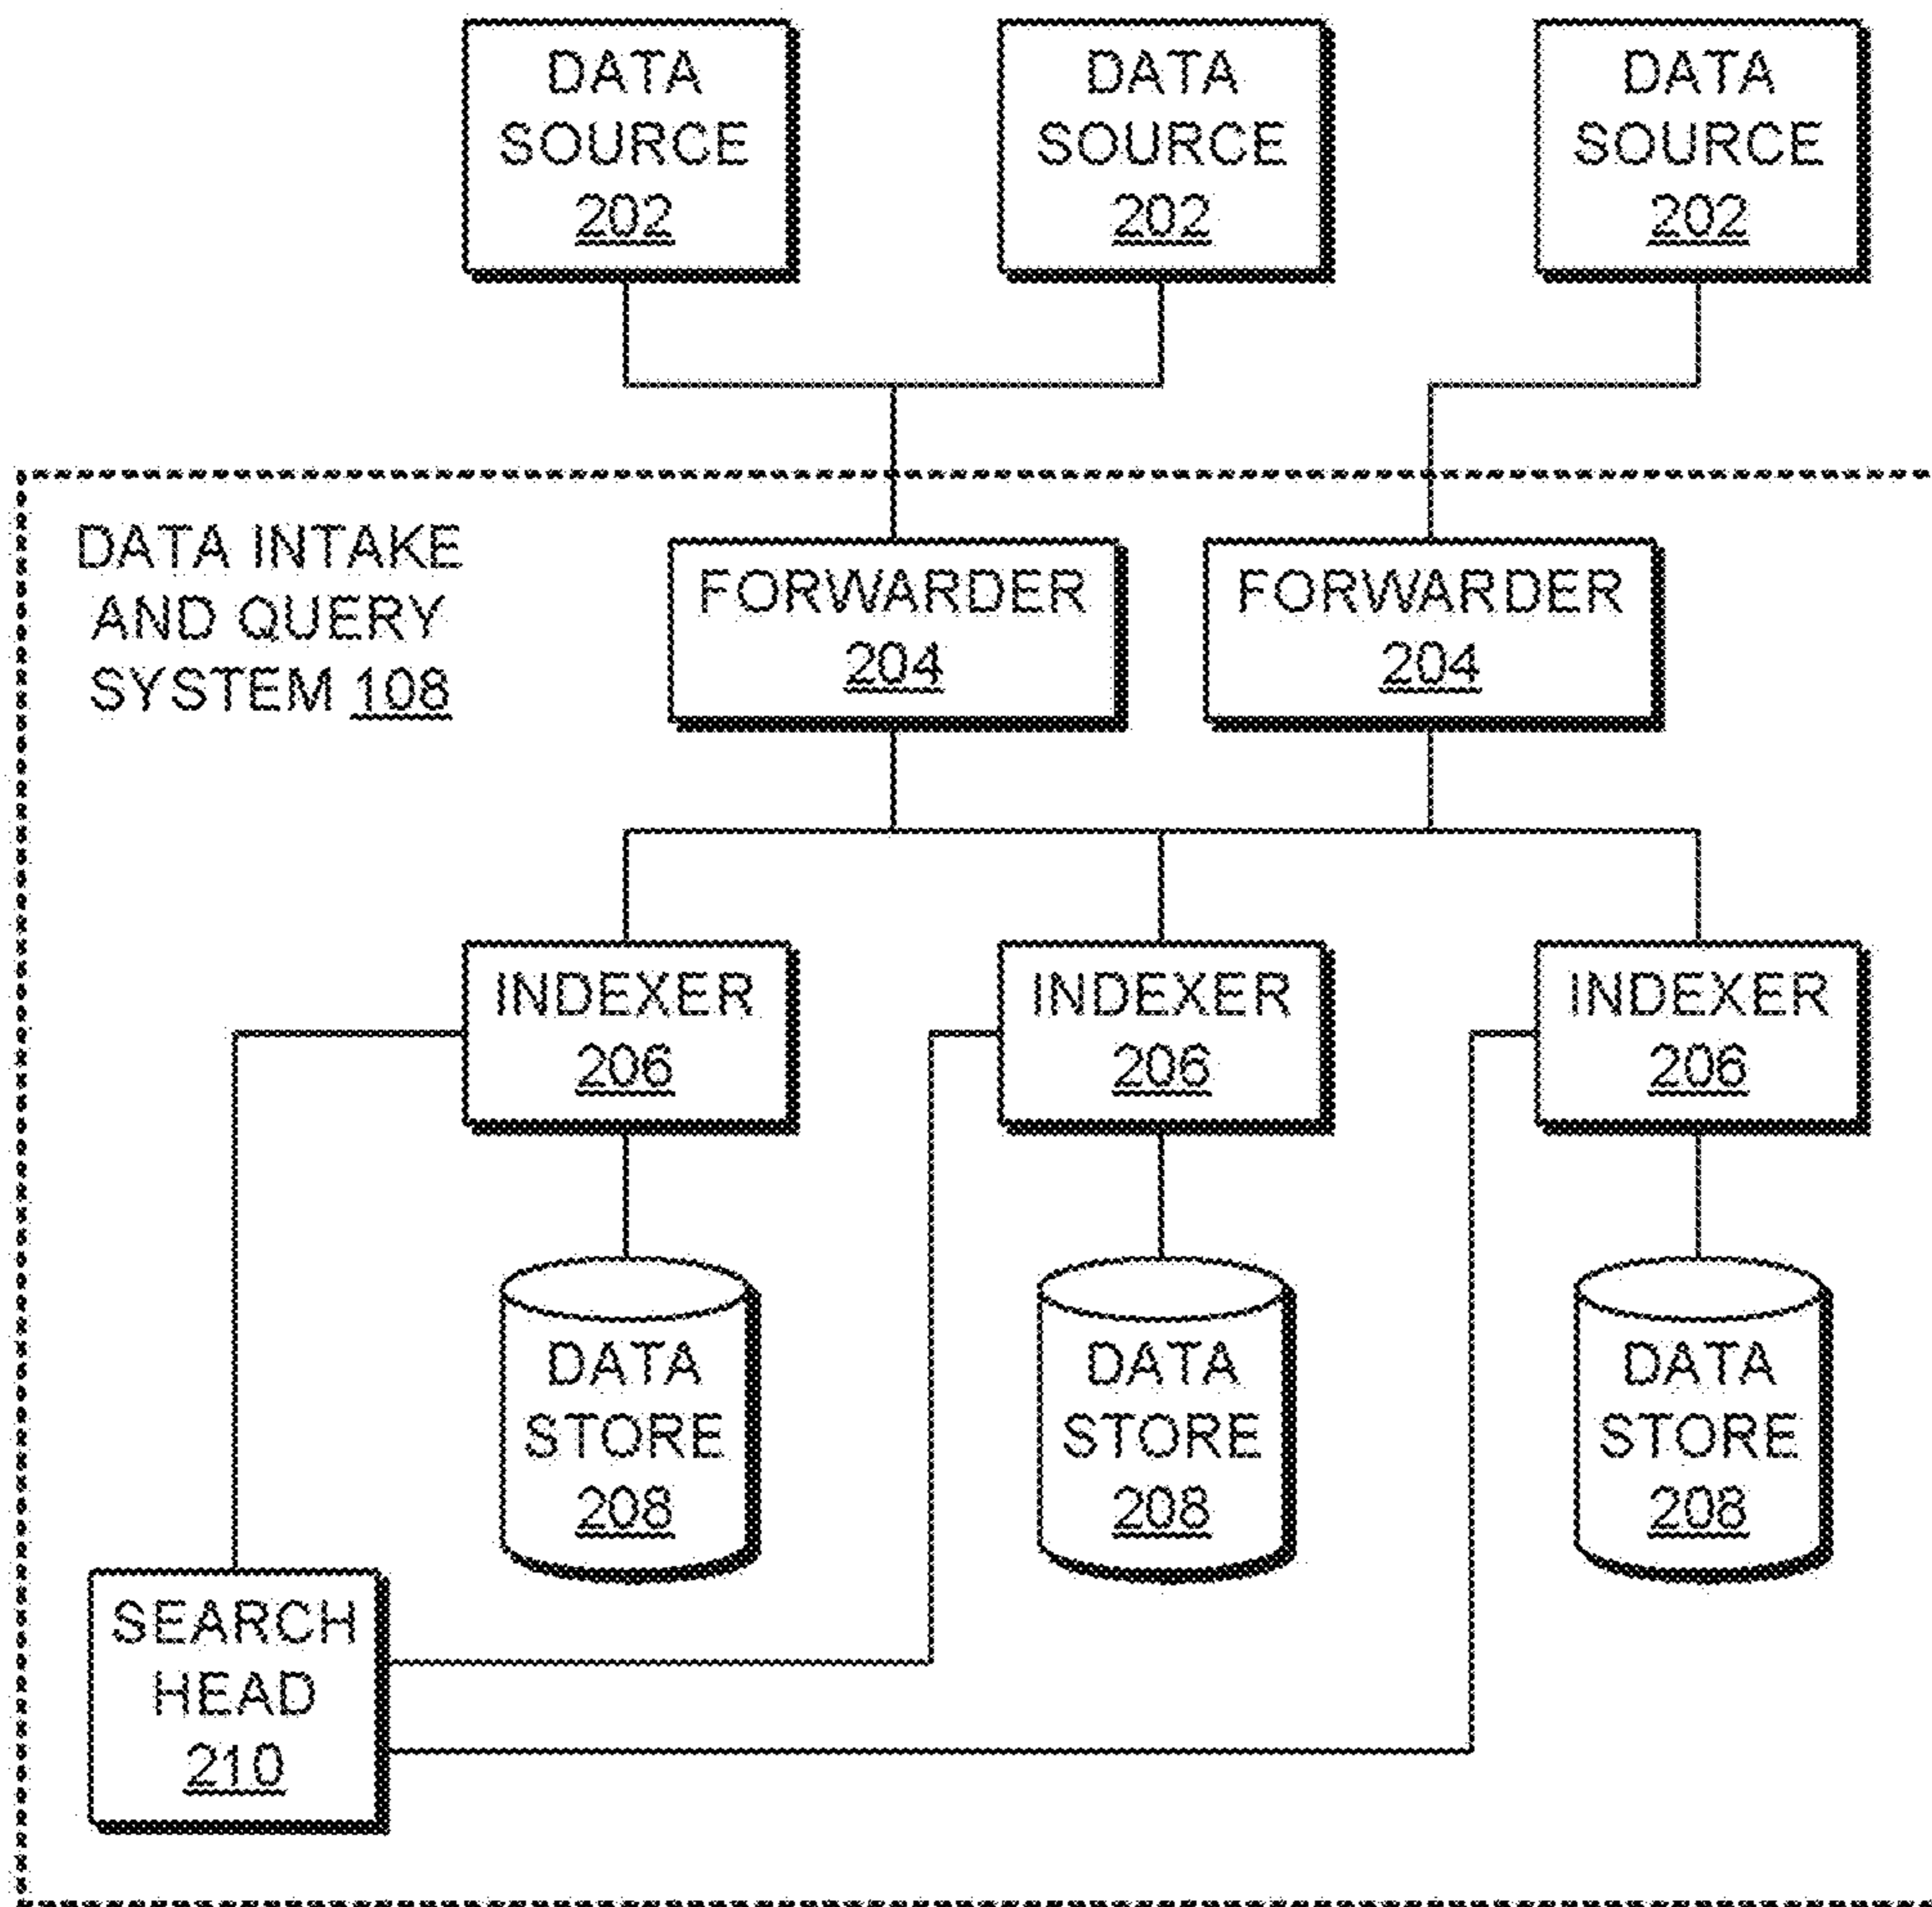 DATA
SOURCE
202
DATA
SOURCE
202
DATA
SOURCE
202
DATA INTAKE
AND QUERY
SYSTEM 108
FORWARDER
204
FORWARDER
204
INDEXER
206
INDEXER
206
INDEXER
206
DATA
STORE
208
DATA
STORE
208
DATA
STORE
208
SEARCH
HEAD
210